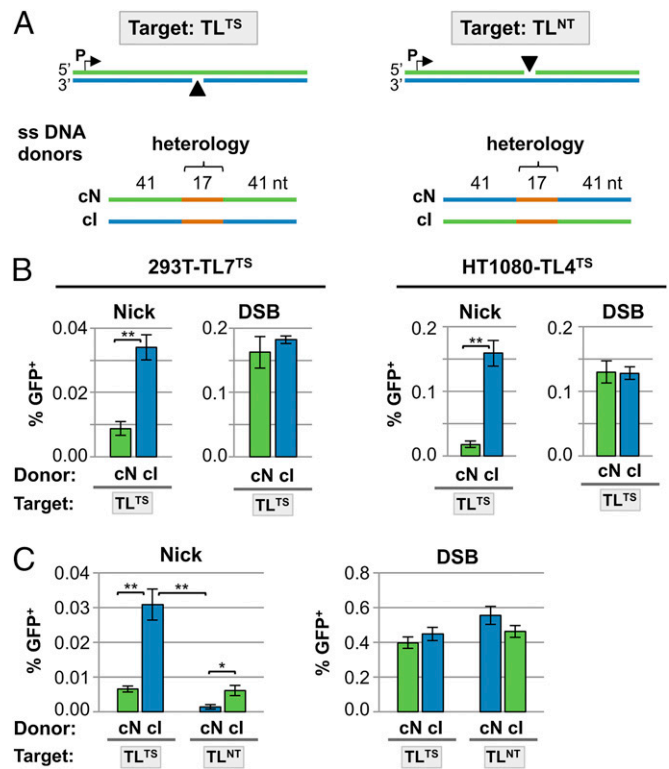 A
Target: TL^TS
Target: TL^NT
5′ P
3′
5′ P
3′
ss DNA
donors
heterology
41 17 41 nt
cN
cI
heterology
41 17 41 nt
cN
cI
B
293T-TL7^TS
HT1080-TL4^TS
Nick
DSB
Nick
DSB
% GFP+
0.04
0.02
0.00
**
0.2
0.1
0.0
% GFP+
0.2
0.1
0.0
**
0.2
0.1
0.0
Donor: cN cI cN cI cN cI cN cI
Target: TL^TS TL^TS TL^TS TL^TS
C
Nick
DSB
% GFP+
0.04
0.03
0.02
0.01
0.00
** ** *
% GFP+
0.8
0.6
0.4
0.2
0.0
Donor: cN cI cN cI
Target: TL^TS TL^NT
Donor: cN cI cN cI
Target: TL^TS TL^NT